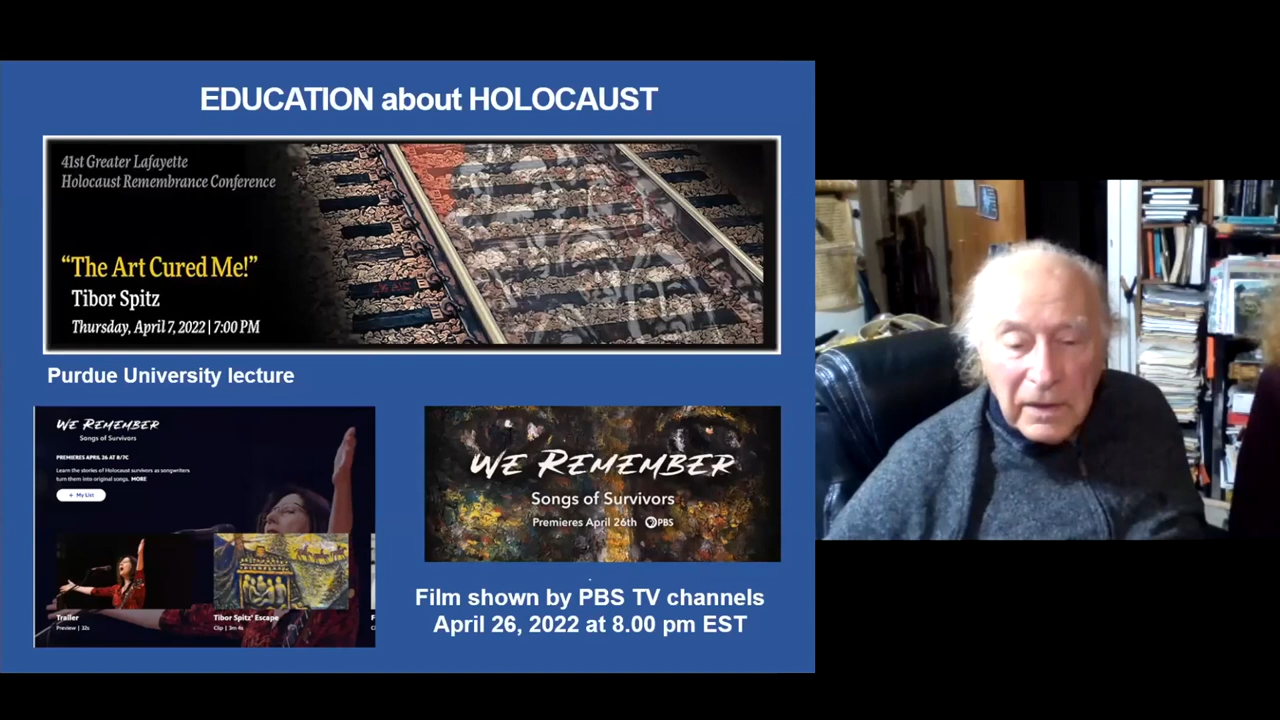 EDUCATION about HOLOCAUST
41st Greater Lafayette
Holocaust Remembrance Conference
“The Art Cured Me!”
Tibor Spitz
Thursday, April 7, 2022 | 7:00 PM
Purdue University lecture
WE REMEMBER
Songs of Survivors
PREMIERES APRIL 26 AT 8/7C
Learn the stories of Holocaust survivors as songwriters
turn them into original songs. MORE
+ My List
Trailer
Preview | 32s
Tibor Spitz' Escape
Clip | 3m 4s
F
C
WE REMEMBER
Songs of Survivors
Premieres April 26th PBS
Film shown by PBS TV channels
April 26, 2022 at 8.00 pm EST